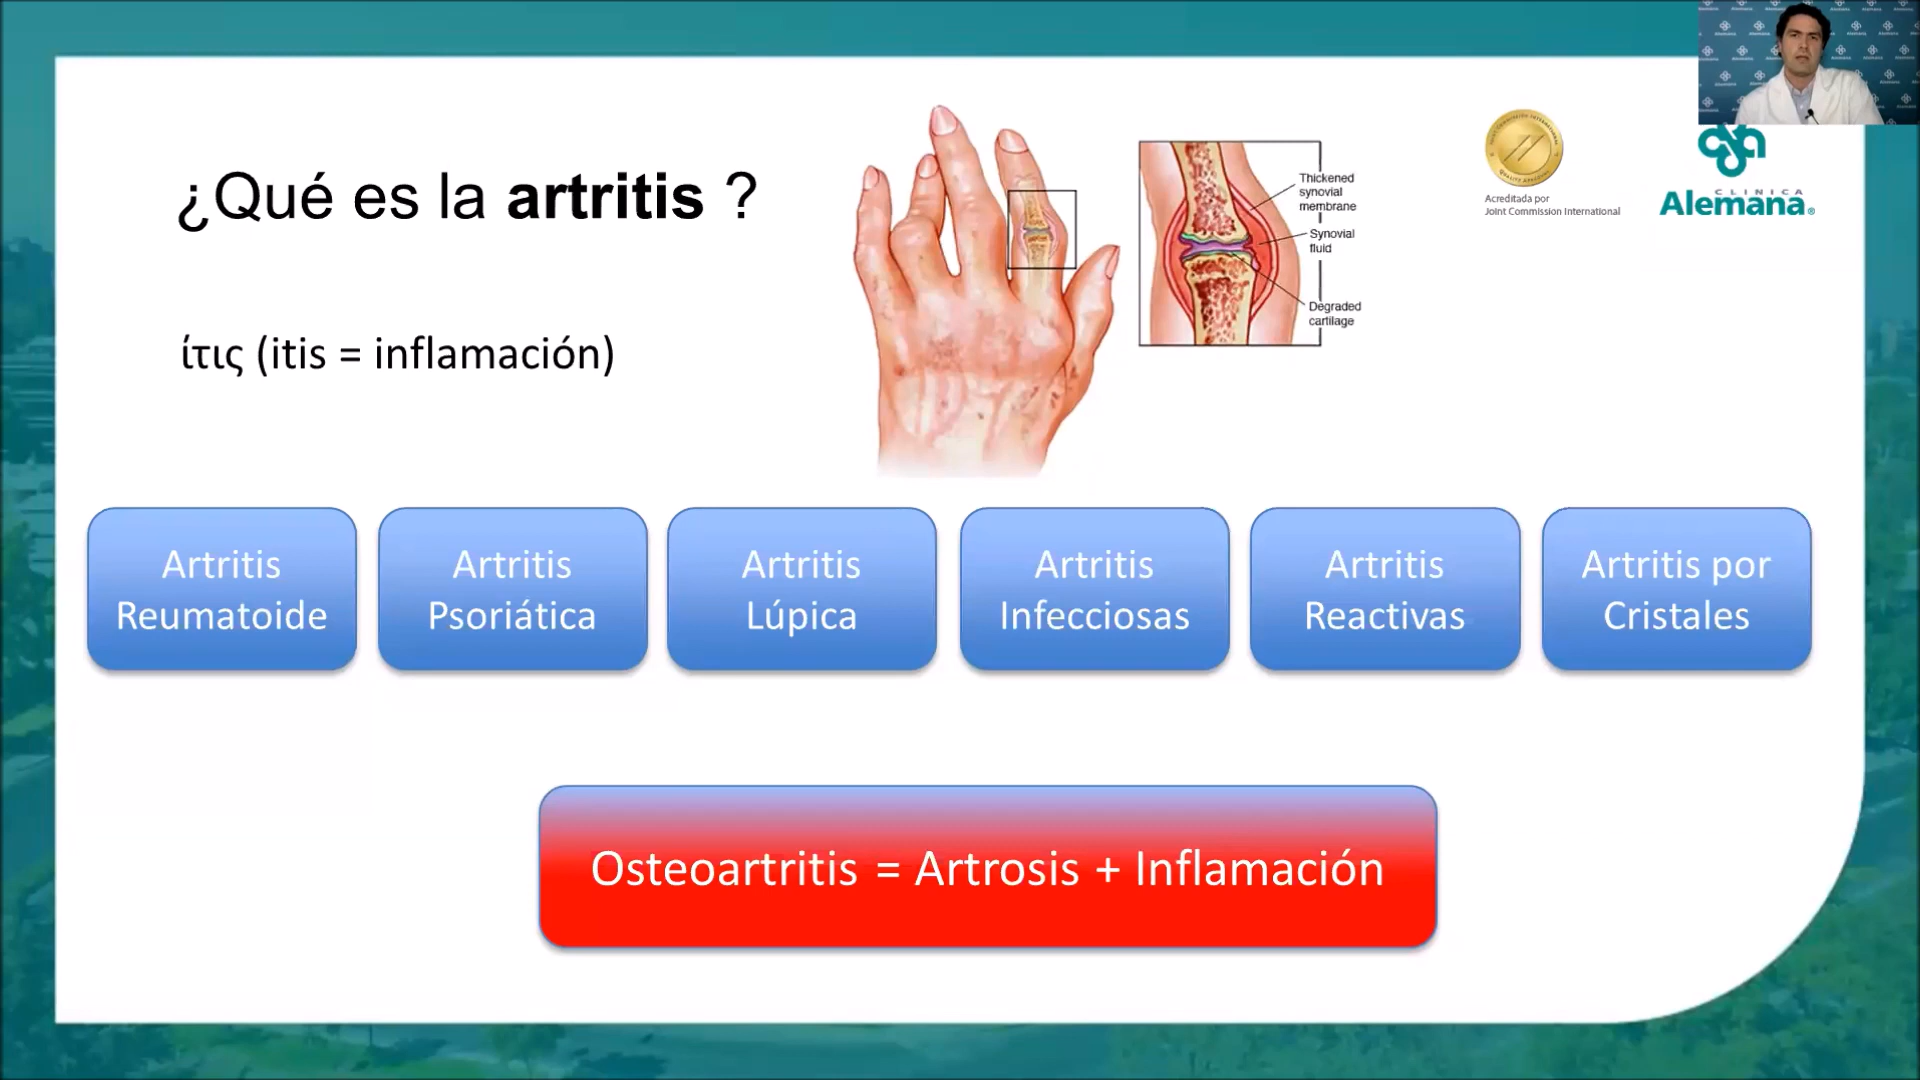 ¿Qué es la artritis ?
ίτις (itis = inflamación)
Thickened
synovial
membrane
Synovial
fluid
Degraded
cartilage
Acreditada por
Joint Commission International
CLINICA
Alemana®
Artritis
Reumatoide
Artritis
Psoriática
Artritis
Lúpica
Artritis
Infecciosas
Artritis
Reactivas
Artritis por
Cristales
Osteoartritis = Artrosis + Inflamación